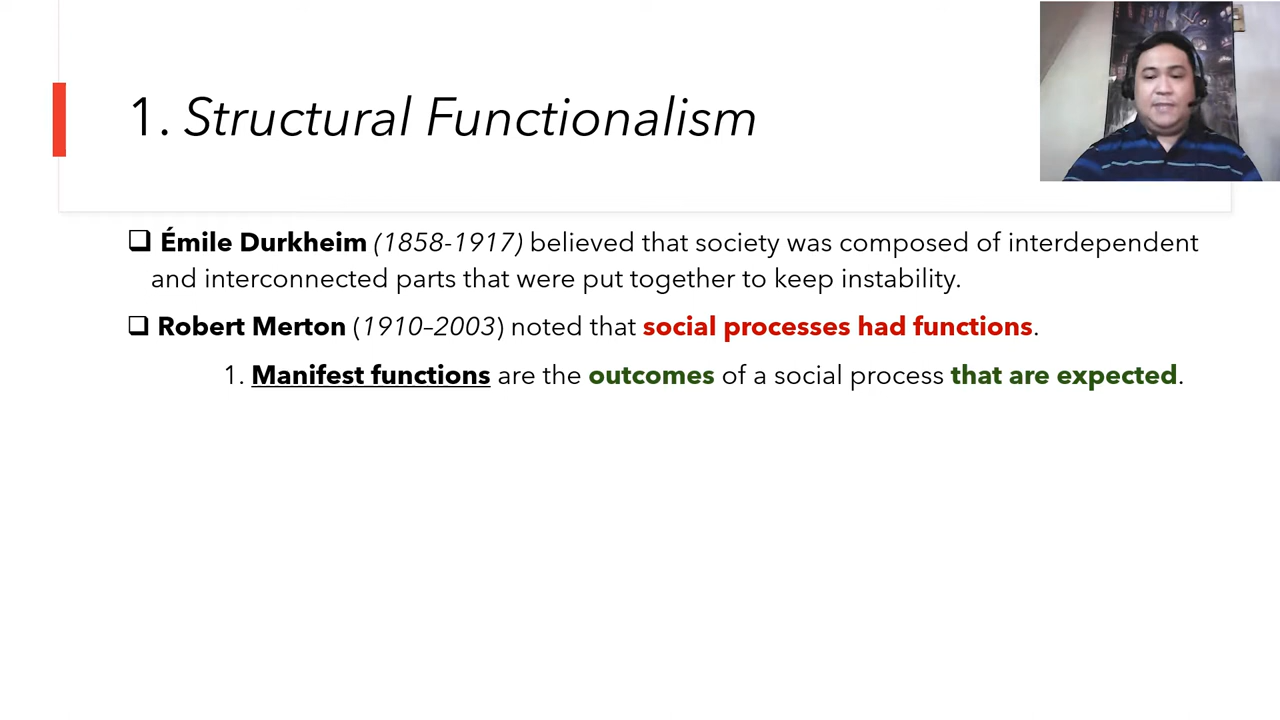 1. Structural Functionalism
❑ Émile Durkheim (1858-1917) believed that society was composed of interdependent
and interconnected parts that were put together to keep instability.
❑ Robert Merton (1910–2003) noted that social processes had functions.
1. Manifest functions are the outcomes of a social process that are expected.